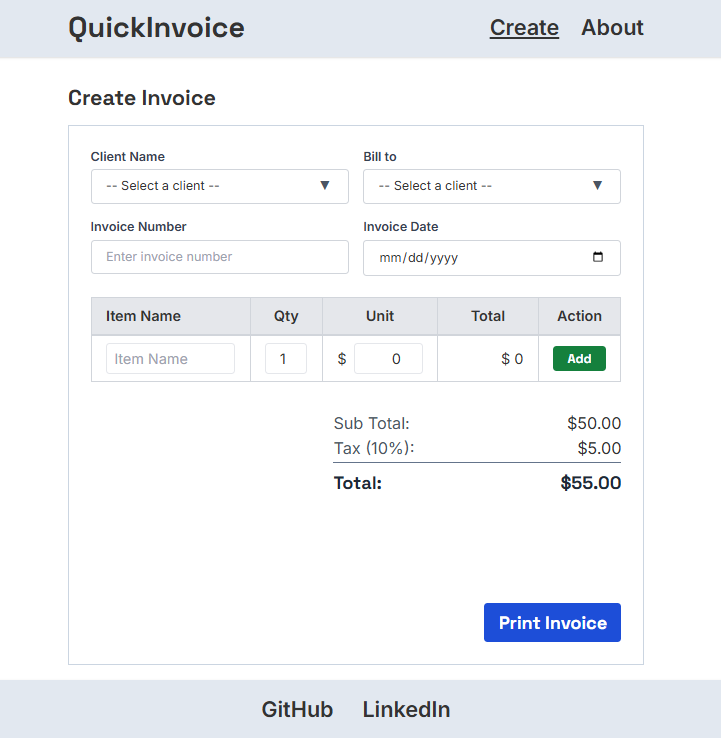 QuickInvoice Create About
Create Invoice
Client Name Bill to
-- Select a client -- ▼ -- Select a client -- ▼
Invoice Number Invoice Date
Enter invoice number mm/dd/yyyy
Item Name Qty Unit Total Action
Item Name 1 $ 0 $ 0 Add
Sub Total: $50.00
Tax (10%): $5.00
Total: $55.00
Print Invoice
GitHub LinkedIn